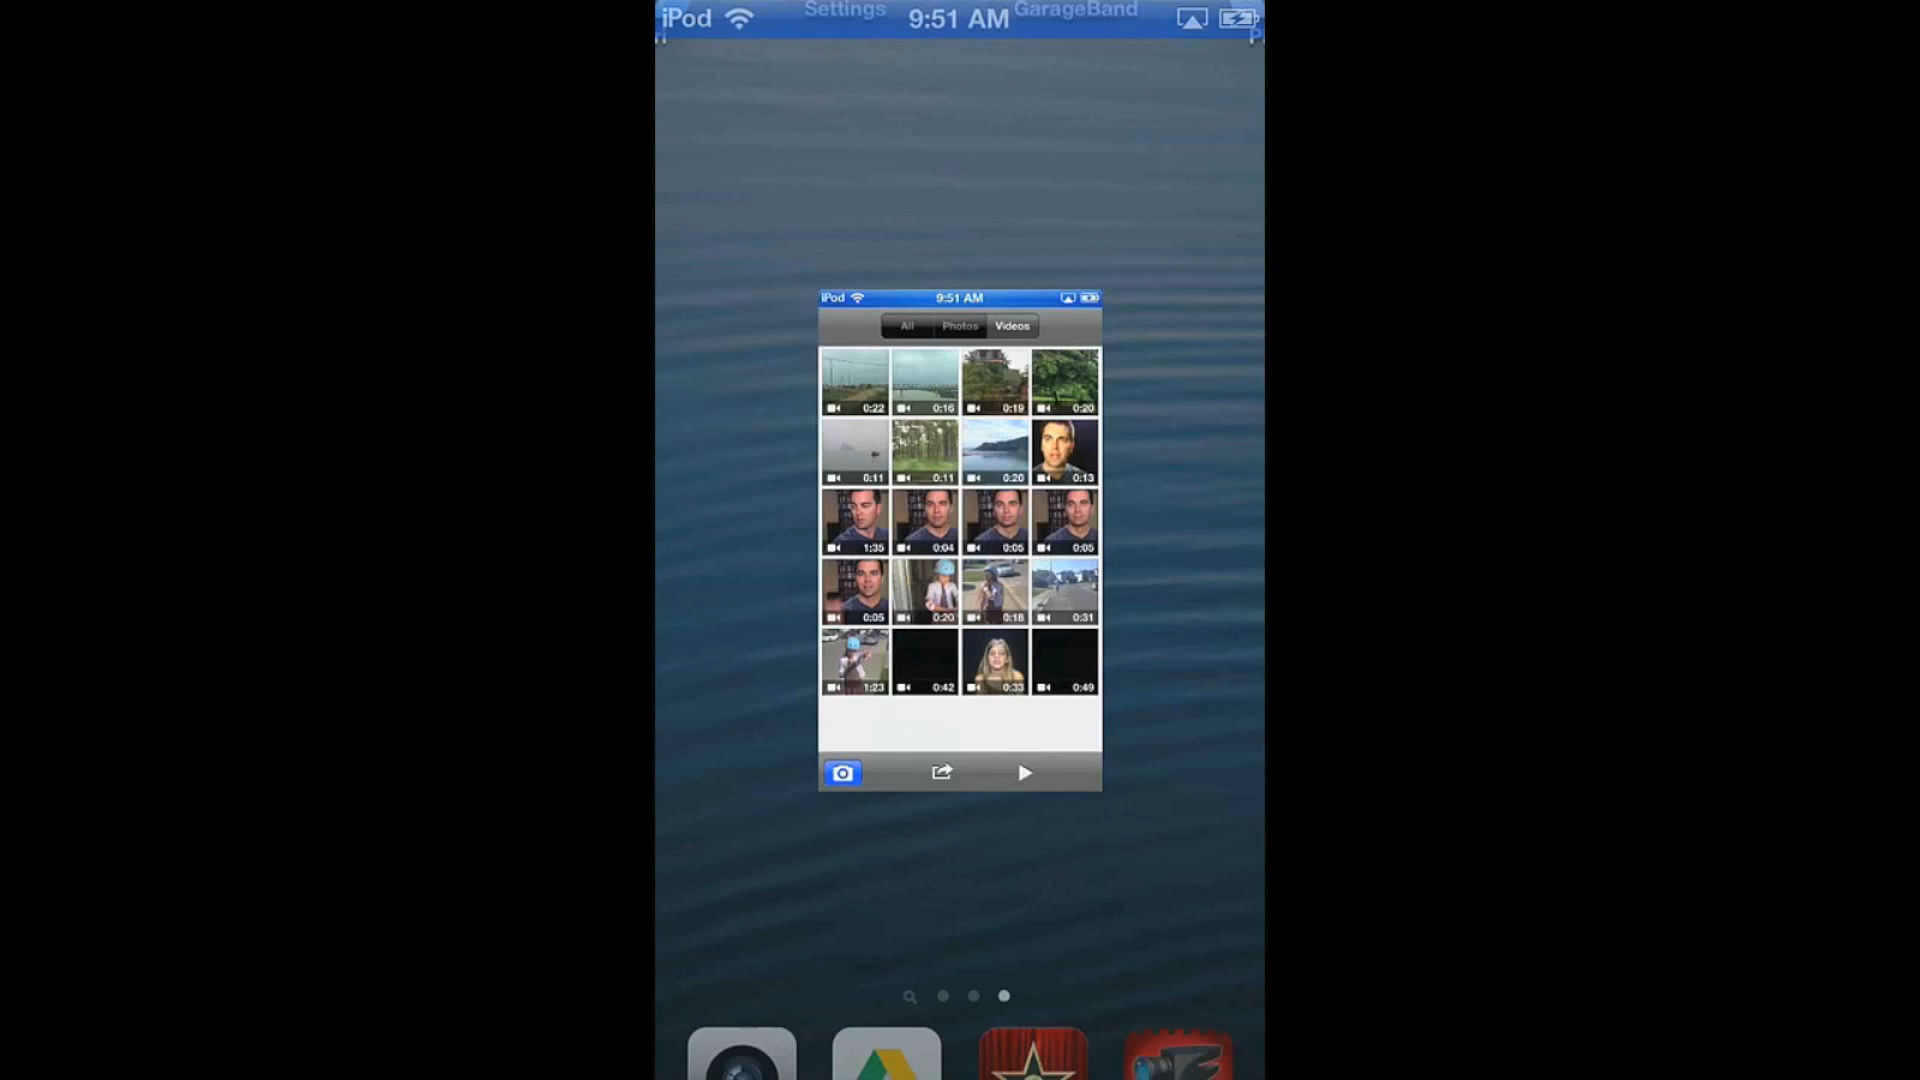 Settings GarageBand
iPod 9:51 AM
iPod 9:51 AM
All Photos Videos
0:22 0:16 0:19 0:20
0:11 0:11 0:20 0:13
1:35 0:04 0:05 0:05
0:05 0:20 0:18 0:31
1:23 0:42 0:33 0:49